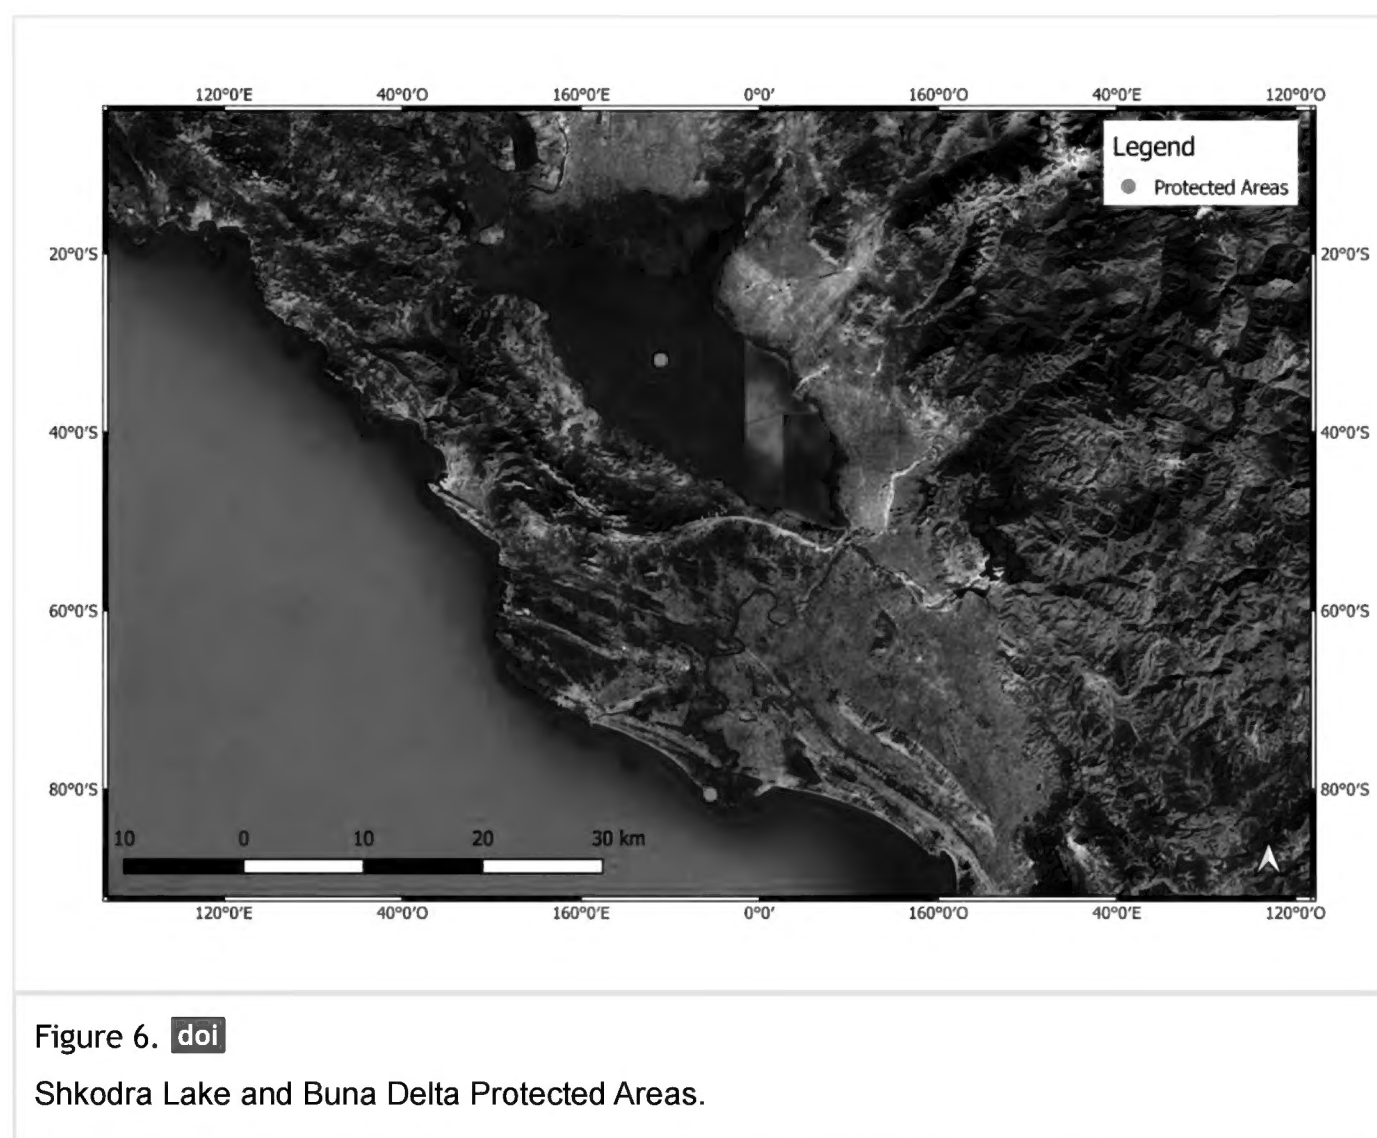 120°0'E 40°0'O 160°0'E 0°0' 160°0'O 40°0'E 120°0'O
Legend
Protected Areas
20°0'S 20°0'S
40°0'S 40°0'S
60°0'S 60°0'S
80°0'S 80°0'S
10 0 10 20 30 km
120°0'E 40°0'O 160°0'E 0°0' 160°0'O 40°0'E 120°0'O
Figure 6. doi
Shkodra Lake and Buna Delta Protected Areas.